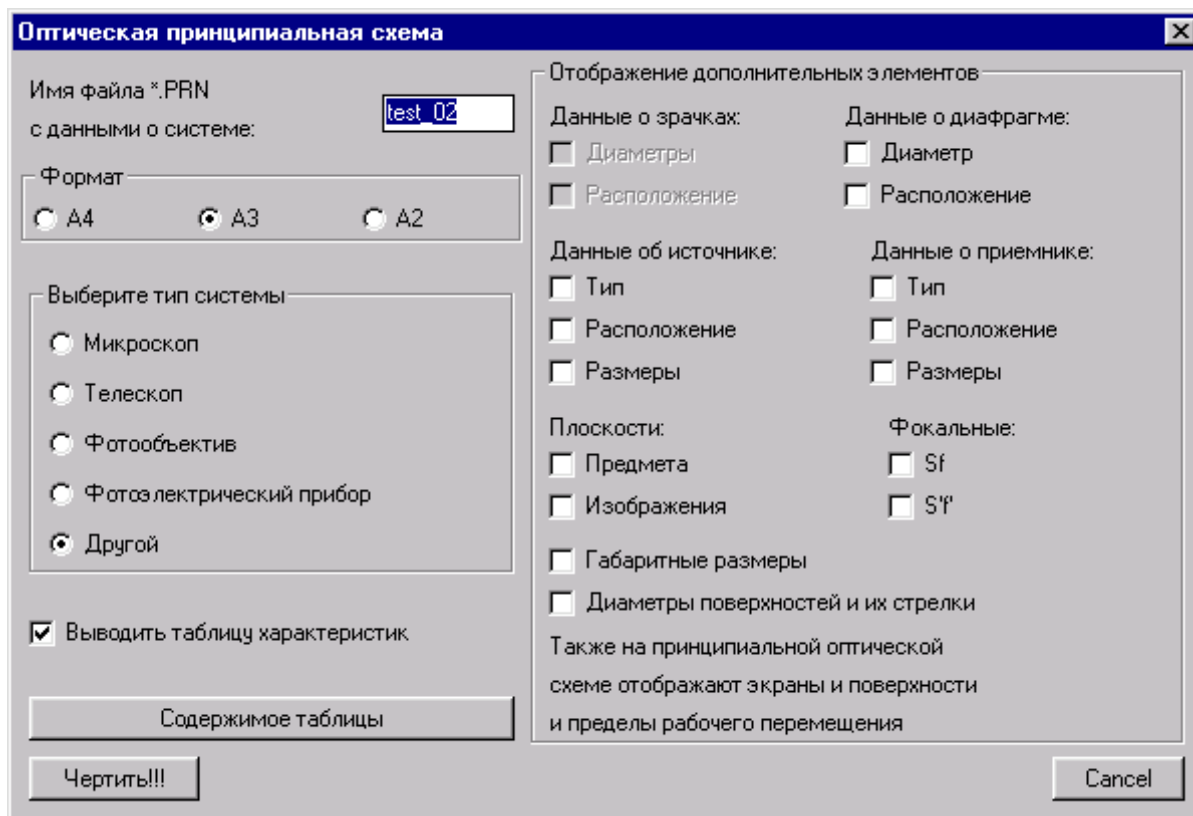 Оптическая принципиальная схема
Имя файла *.PRN
с данными о системе:
test_02
Формат
A4 A3 A2
Выберите тип системы
Микроскоп
Телескоп
Фотообъектив
Фотоэлектрический прибор
Другой
Выводить таблицу характеристик
Содержимое таблицы
Чертить!!!
Отображение дополнительных элементов
Данные о зрачках: Данные о диафрагме:
Диаметры Диаметр
Расположение Расположение
Данные об источнике: Данные о приемнике:
Тип Тип
Расположение Расположение
Размеры Размеры
Плоскости: Фокальные:
Предмета Sf
Изображения S'f'
Габаритные размеры
Диаметры поверхностей и их стрелки
Также на принципиальной оптической
схеме отображают экраны и поверхности
и пределы рабочего перемещения
Cancel